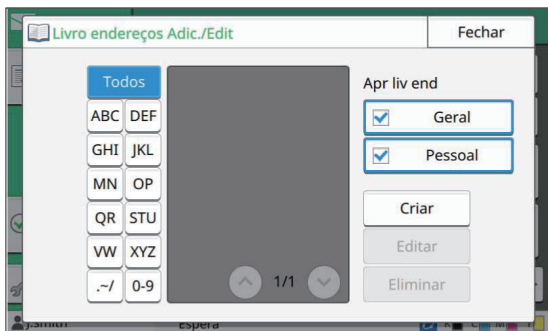 Livro endereços Adic./Edit
Fechar
Todos
Apr liv end
ABC DEF
Geral
GHI JKL
Pessoal
MN OP
QR STU
Criar
VW XYZ
Editar
.~/ 0-9
1/1
Eliminar
J.Smith
Espera
K C M Y